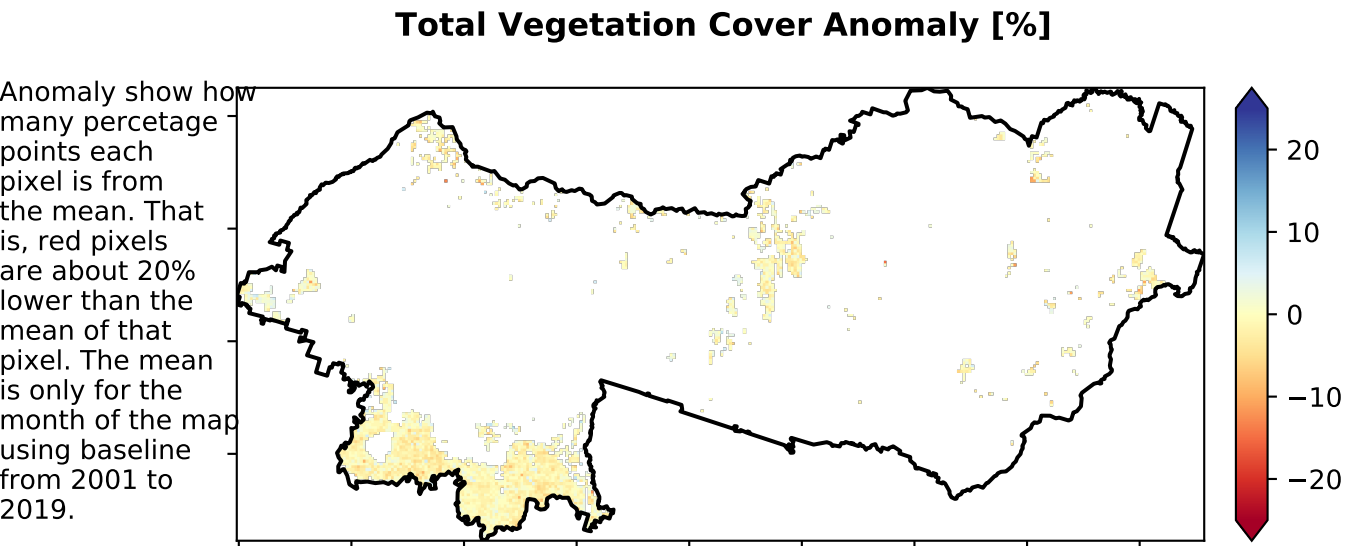 Total Vegetation Cover Anomaly [%]
Anomaly show how
many percetage
points each
pixel is from
the mean. That
is, red pixels
are about 20%
lower than the
mean of that
pixel. The mean
is only for the
month of the map
using baseline
from 2001 to
2019.
20
10
0
−10
−20